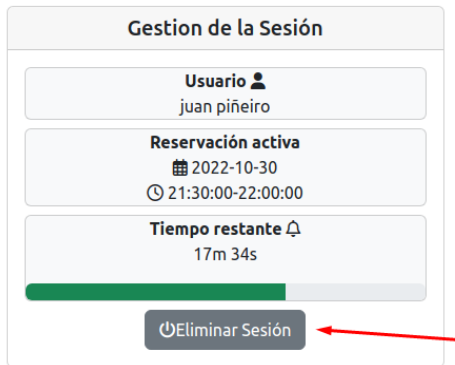 Gestion de la Sesión
Usuario
juan piñeiro
Reservación activa
2022-10-30
21:30:00-22:00:00
Tiempo restante
17m 34s
Eliminar Sesión